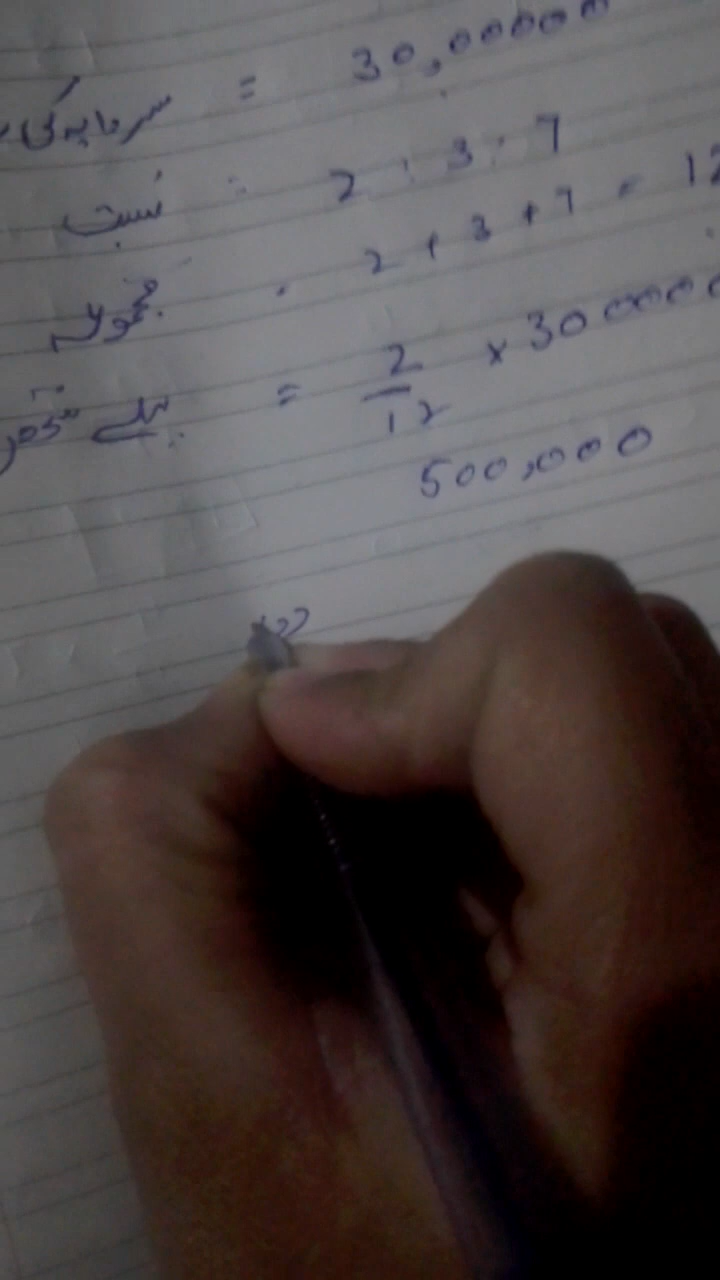 سرمایہ کی = 30,00000
نسبت : 2 : 3 : 7
مجموعہ = 2 + 3 + 7 = 12
پہلے = 2/12 × 3000000
500,000